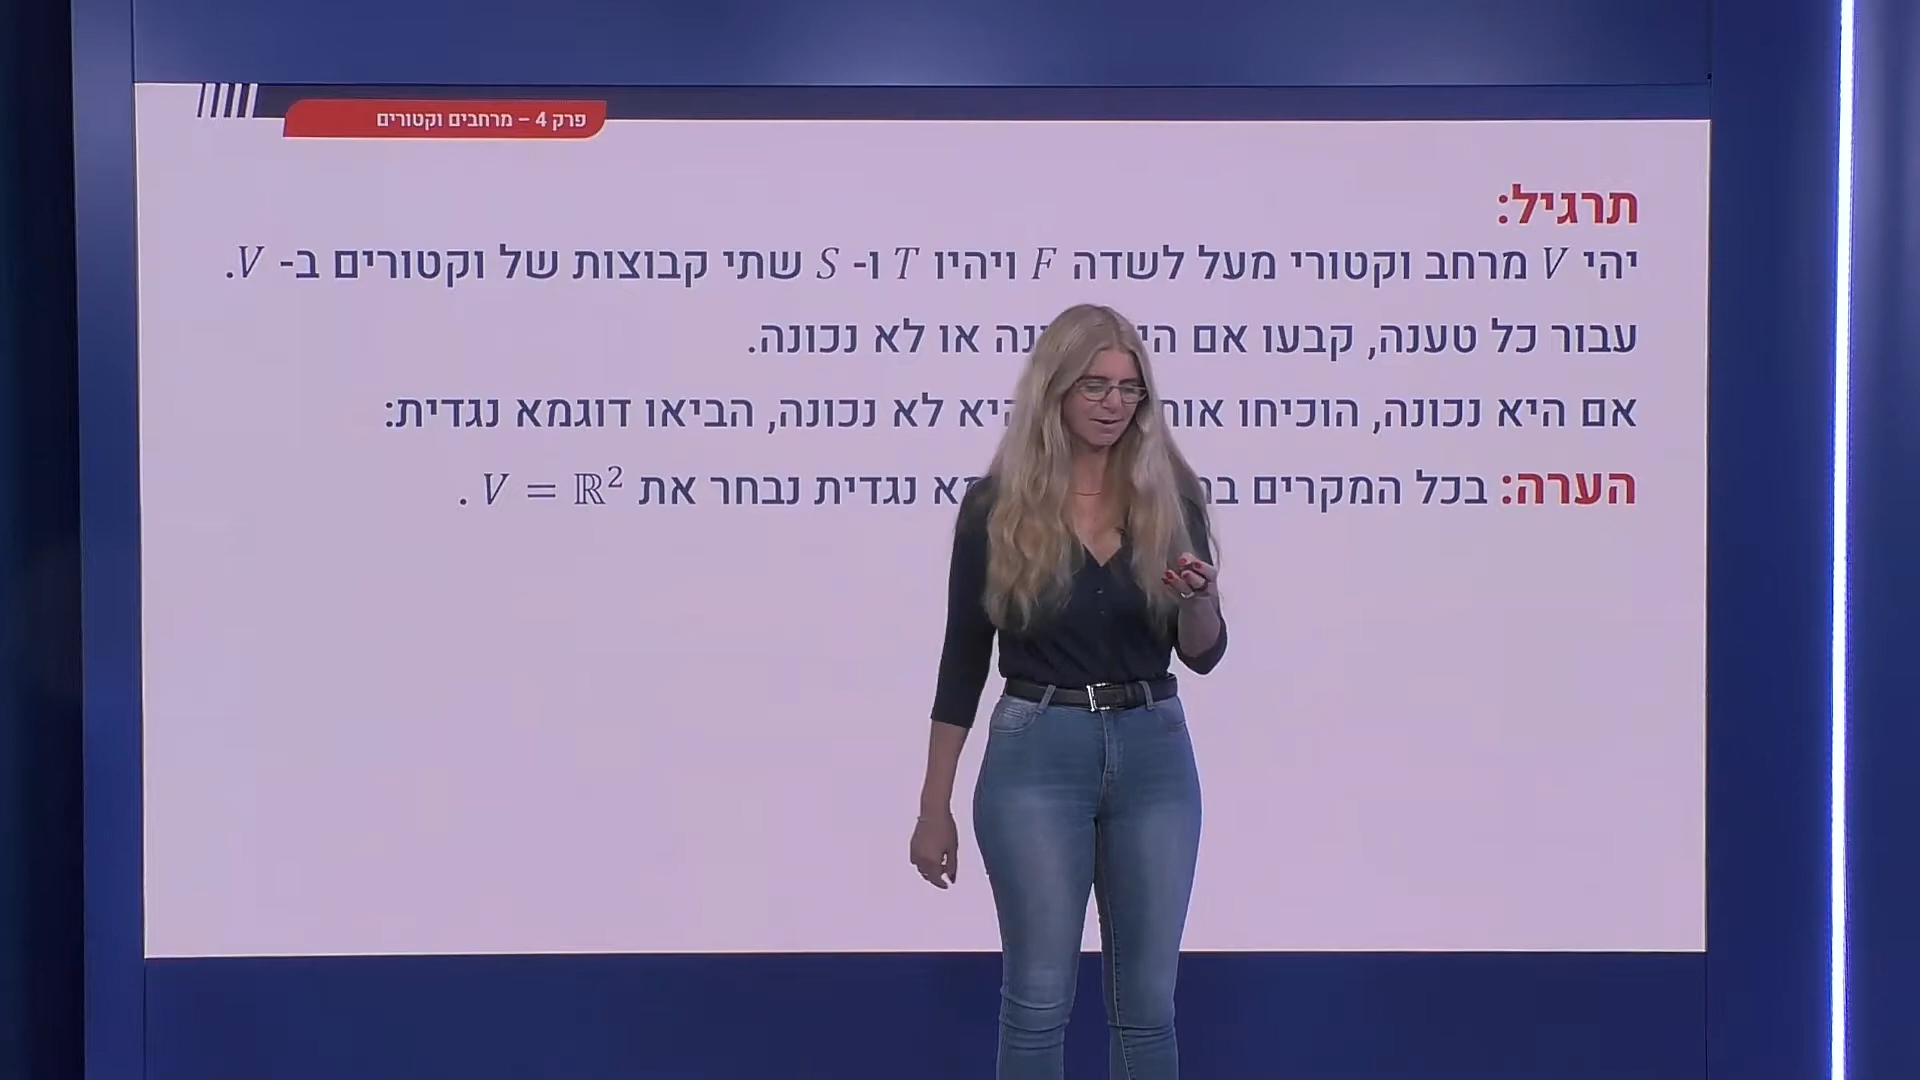 פרק 4 – מרחבים וקטורים
תרגיל:
יהי V מרחב וקטורי מעל לשדה F ויהיו T ו- S שתי קבוצות של וקטורים ב- V.
עבור כל טענה, קבעו אם או לא נכונה.
אם היא נכונה, הוכיחו היא לא נכונה, הביאו דוגמא נגדית:
הערה: בכל המקרים נגדית נבחר את V = ℝ² .